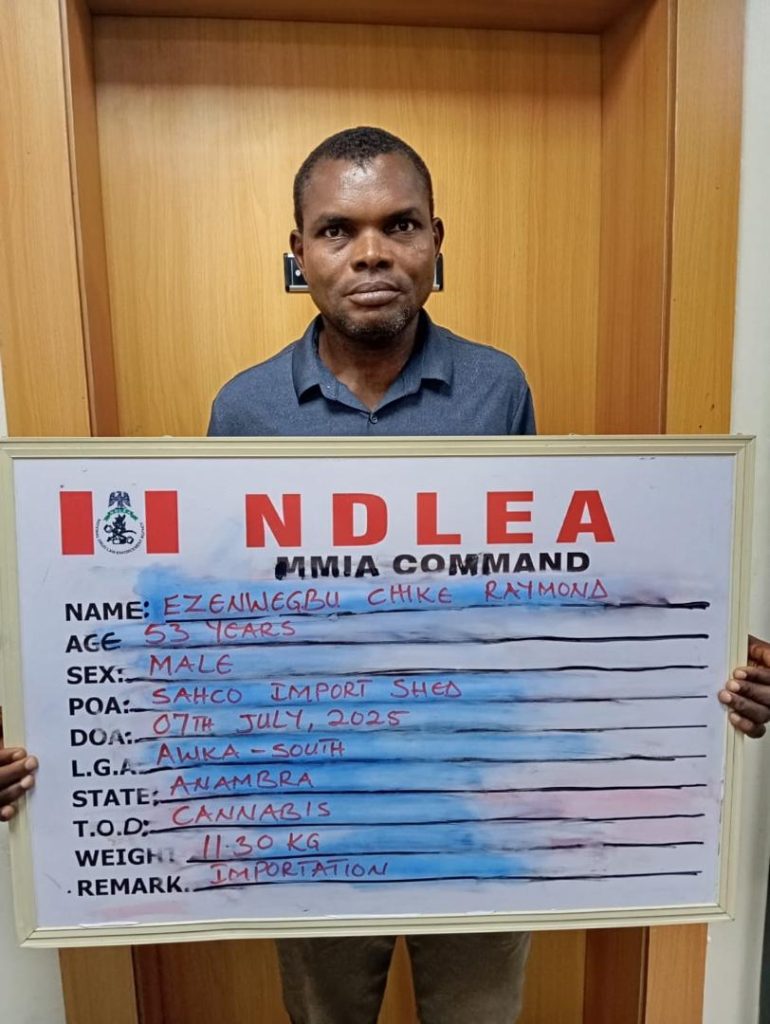 NDLEA
MMIA COMMAND
NAME: EZENWEGBU CHIKE RAYMOND
AGE 53 YEARS
SEX: MALE
POA: SAHCO IMPORT SHED
DOA: 07TH JULY, 2025
L.G.A. AWKA - SOUTH
STATE: ANAMBRA
T.O.D: CANNABIS
WEIGHT: 11.30 KG
REMARK. IMPORTATION